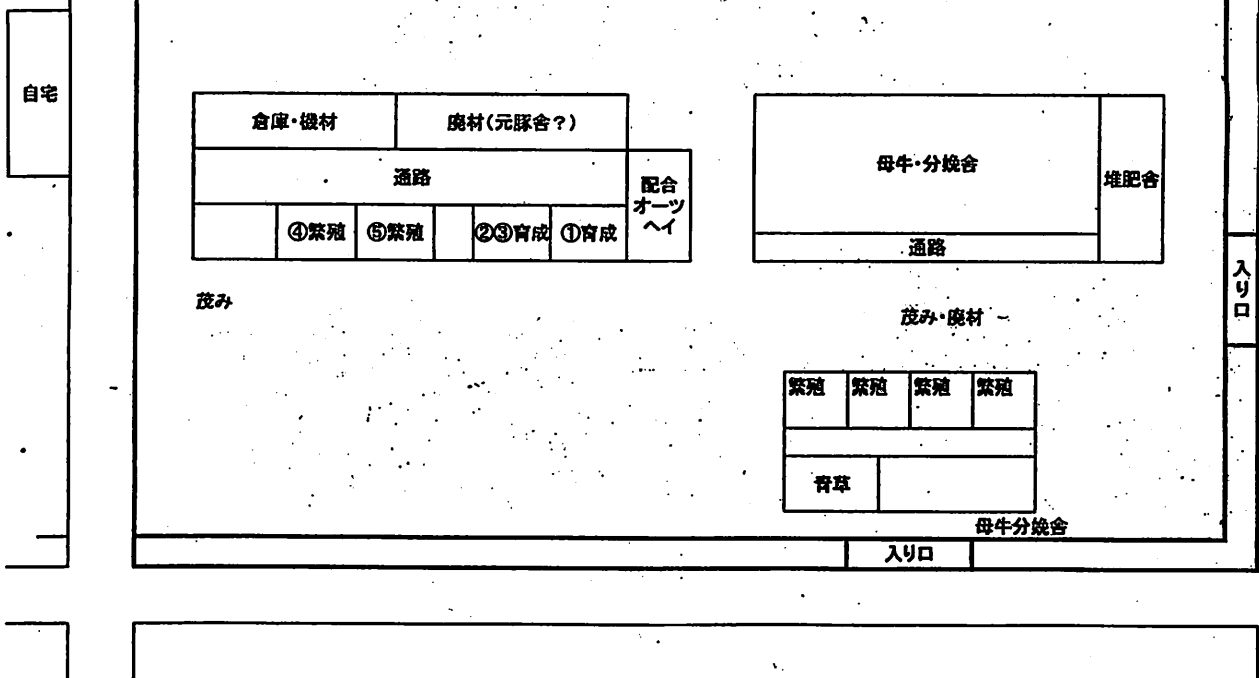 自宅
倉庫・機材
廃材(元豚舎?)
通路
配合
オーツ
ヘイ
④繁殖
⑤繁殖
②③育成
①育成
茂み
母牛・分娩舎
堆肥舎
通路
入り口
茂み・廃材
繁殖
繁殖
繁殖
繁殖
青草
母牛分娩舎
入り口